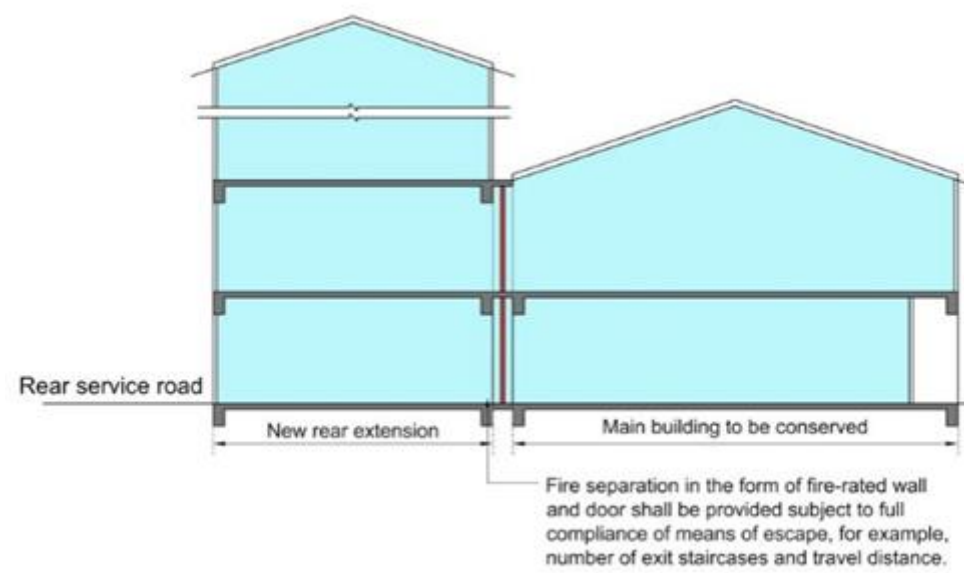 Rear service road
New rear extension
Main building to be conserved
Fire separation in the form of fire-rated wall
and door shall be provided subject to full
compliance of means of escape, for example,
number of exit staircases and travel distance.